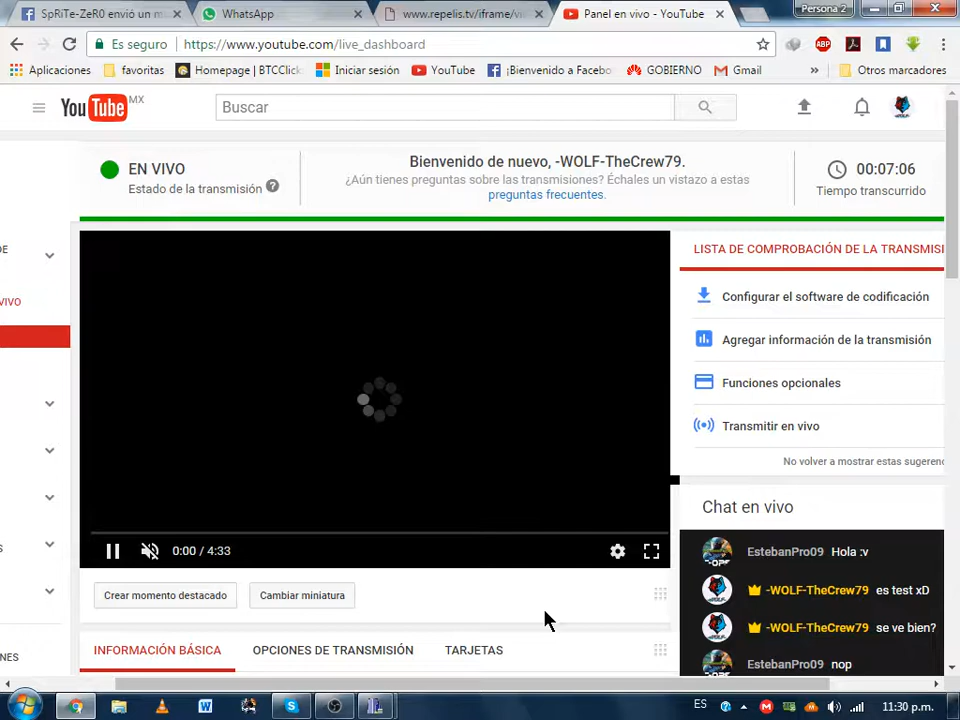 SpRiTe-ZeR0 envió un m
WhatsApp
www.repelis.tv/iframe/vi
Panel en vivo - YouTube
Persona 2
Es seguro
https://www.youtube.com/live_dashboard
Aplicaciones
favoritas
Homepage | BTCClick
Iniciar sesión
YouTube
¡Bienvenido a Facebo
GOBIERNO
Gmail
»
Otros marcadores
YouTube MX
Buscar
EN VIVO
Estado de la transmisión ?
Bienvenido de nuevo, -WOLF-TheCrew79.
¿Aún tienes preguntas sobre las transmisiones? Échales un vistazo a estas
preguntas frecuentes.
00:07:06
Tiempo transcurrido
DE
VIVO
S
NES
LISTA DE COMPROBACIÓN DE LA TRANSMISI
Configurar el software de codificación
Agregar información de la transmisión
Funciones opcionales
Transmitir en vivo
No volver a mostrar estas sugerenc
0:00 / 4:33
Crear momento destacado
Cambiar miniatura
INFORMACIÓN BÁSICA
OPCIONES DE TRANSMISIÓN
TARJETAS
Chat en vivo
EstebanPro09 Hola :v
-WOLF-TheCrew79 es test xD
-WOLF-TheCrew79 se ve bien?
EstebanPro09 nop
ES
11:30 p.m.